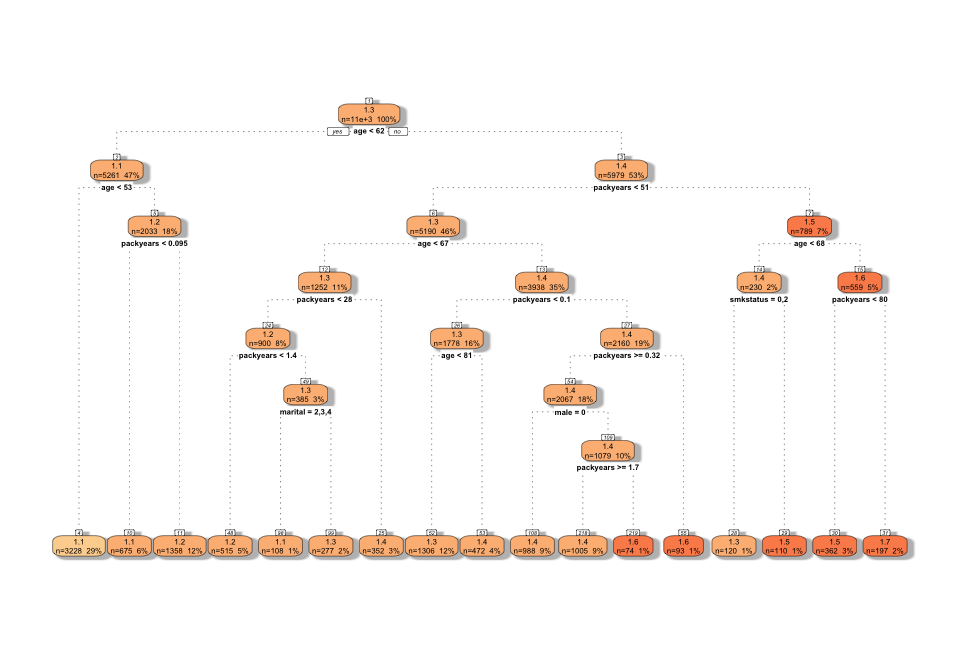 1
1.3
n=11e+3 100%
yes age < 62 no
2
1.1
n=5261 47%
age < 53
3
1.4
n=5979 53%
packyears < 51
5
1.2
n=2033 18%
packyears < 0.095
6
1.3
n=5190 46%
age < 67
7
1.5
n=789 7%
age < 68
12
1.3
n=1252 11%
packyears < 28
13
1.4
n=3938 35%
packyears < 0.1
14
1.4
n=230 2%
smkstatus = 0,2
15
1.6
n=559 5%
packyears < 80
24
1.2
n=900 8%
packyears < 1.4
26
1.3
n=1778 16%
age < 81
27
1.4
n=2160 19%
packyears >= 0.32
49
1.3
n=385 3%
marital = 2,3,4
54
1.4
n=2067 18%
male = 0
109
1.4
n=1079 10%
packyears >= 1.7
4
1.1
n=3228 29%
10
1.1
n=675 6%
11
1.2
n=1358 12%
48
1.2
n=515 5%
98
1.1
n=108 1%
99
1.3
n=277 2%
25
1.4
n=352 3%
52
1.3
n=1306 12%
53
1.4
n=472 4%
108
1.4
n=988 9%
218
1.4
n=1005 9%
219
1.6
n=74 1%
55
1.6
n=93 1%
28
1.3
n=120 1%
29
1.5
n=110 1%
30
1.5
n=362 3%
31
1.7
n=197 2%